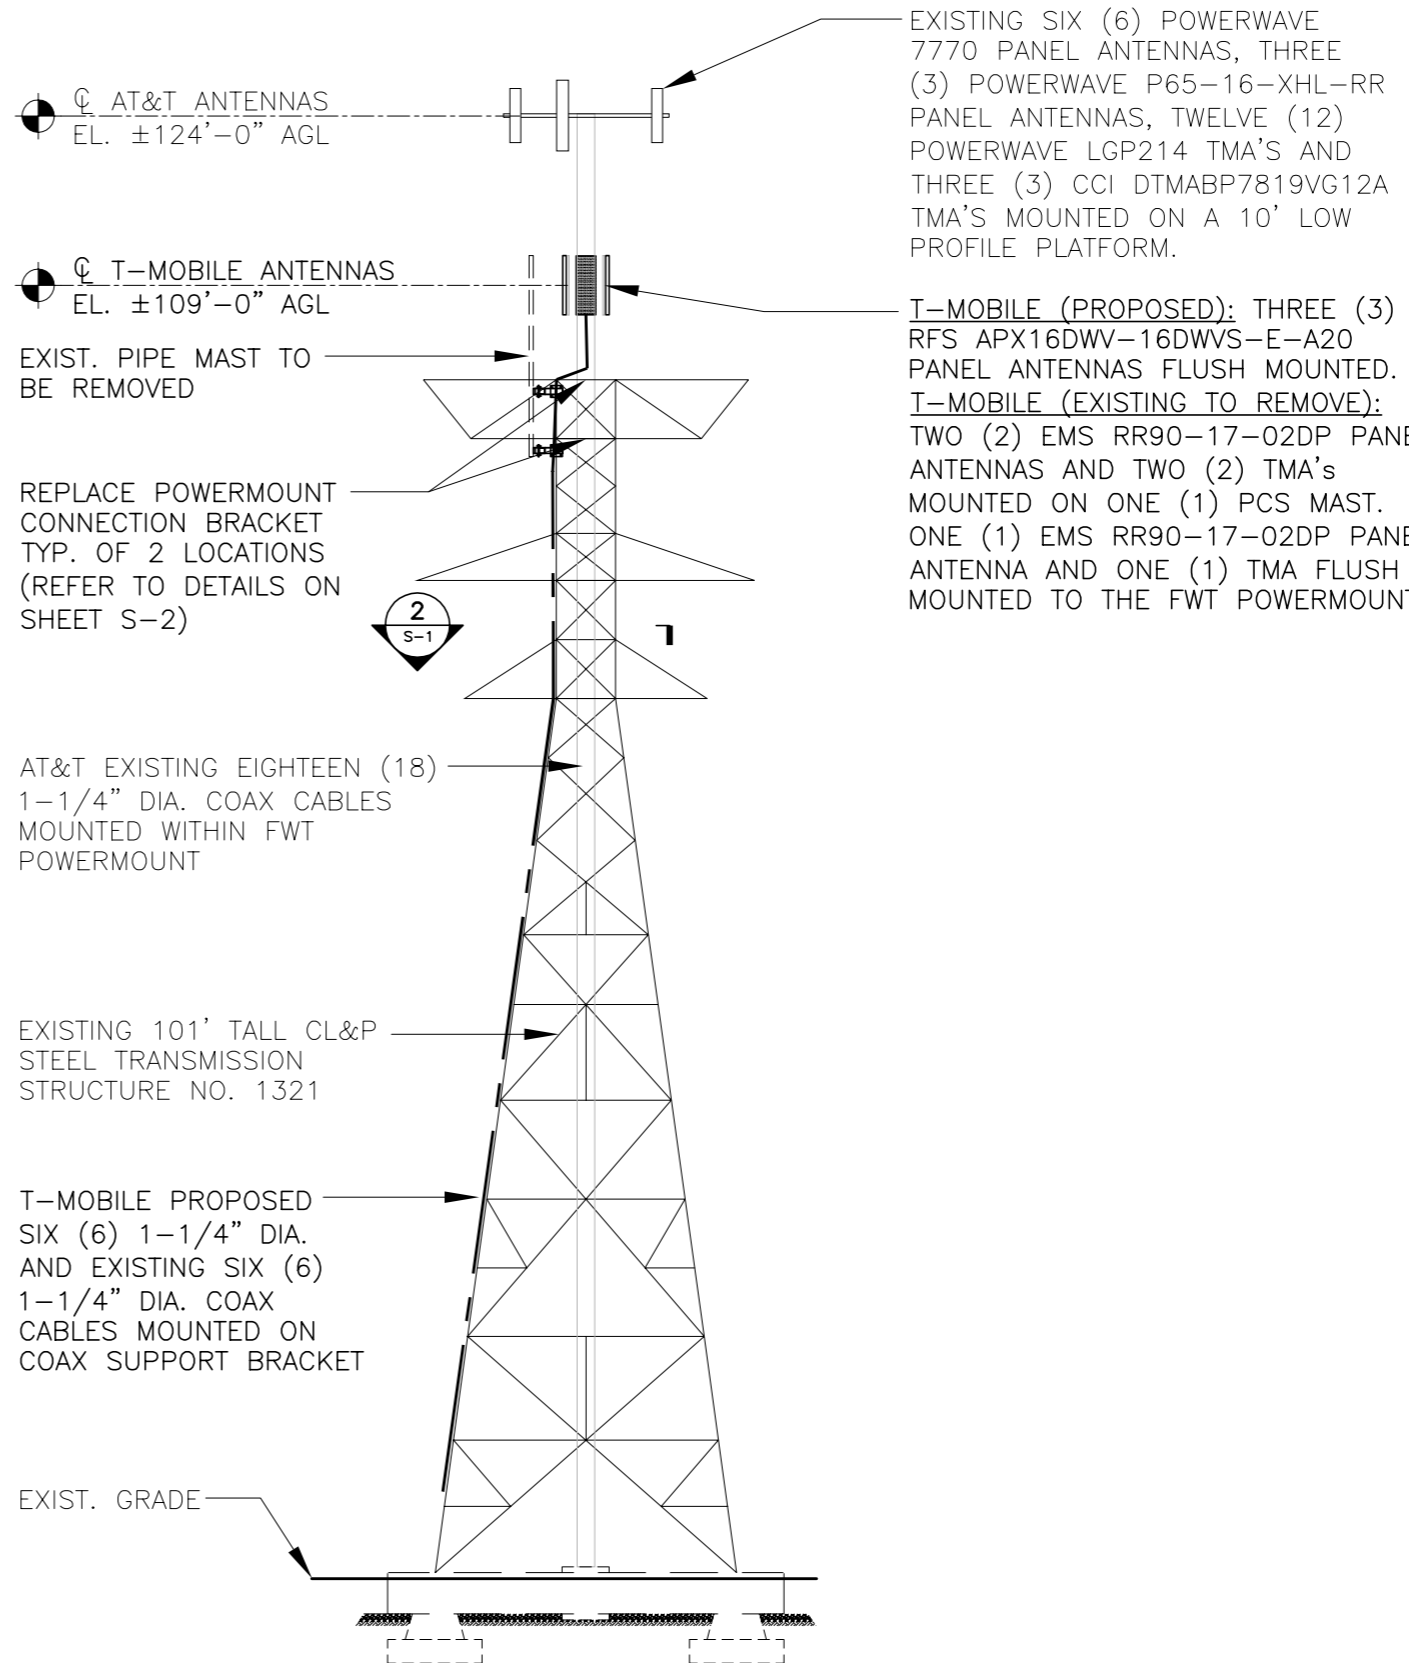 ℄ AT&T ANTENNAS
EL. ±124'-0" AGL
℄ T-MOBILE ANTENNAS
EL. ±109'-0" AGL
EXIST. PIPE MAST TO
BE REMOVED
REPLACE POWERMOUNT
CONNECTION BRACKET
TYP. OF 2 LOCATIONS
(REFER TO DETAILS ON
SHEET S-2)
2
S-1
AT&T EXISTING EIGHTEEN (18)
1-1/4" DIA. COAX CABLES
MOUNTED WITHIN FWT
POWERMOUNT
EXISTING 101' TALL CL&P
STEEL TRANSMISSION
STRUCTURE NO. 1321
T-MOBILE PROPOSED
SIX (6) 1-1/4" DIA.
AND EXISTING SIX (6)
1-1/4" DIA. COAX
CABLES MOUNTED ON
COAX SUPPORT BRACKET
EXIST. GRADE
EXISTING SIX (6) POWERWAVE
7770 PANEL ANTENNAS, THREE
(3) POWERWAVE P65-16-XHL-RR
PANEL ANTENNAS, TWELVE (12)
POWERWAVE LGP214 TMA'S AND
THREE (3) CCI DTMABP7819VG12A
TMA'S MOUNTED ON A 10' LOW
PROFILE PLATFORM.
T-MOBILE (PROPOSED): THREE (3)
RFS APX16DWV-16DWVS-E-A20
PANEL ANTENNAS FLUSH MOUNTED.
T-MOBILE (EXISTING TO REMOVE):
TWO (2) EMS RR90-17-02DP PANE
ANTENNAS AND TWO (2) TMA's
MOUNTED ON ONE (1) PCS MAST.
ONE (1) EMS RR90-17-02DP PANE
ANTENNA AND ONE (1) TMA FLUSH
MOUNTED TO THE FWT POWERMOUNT